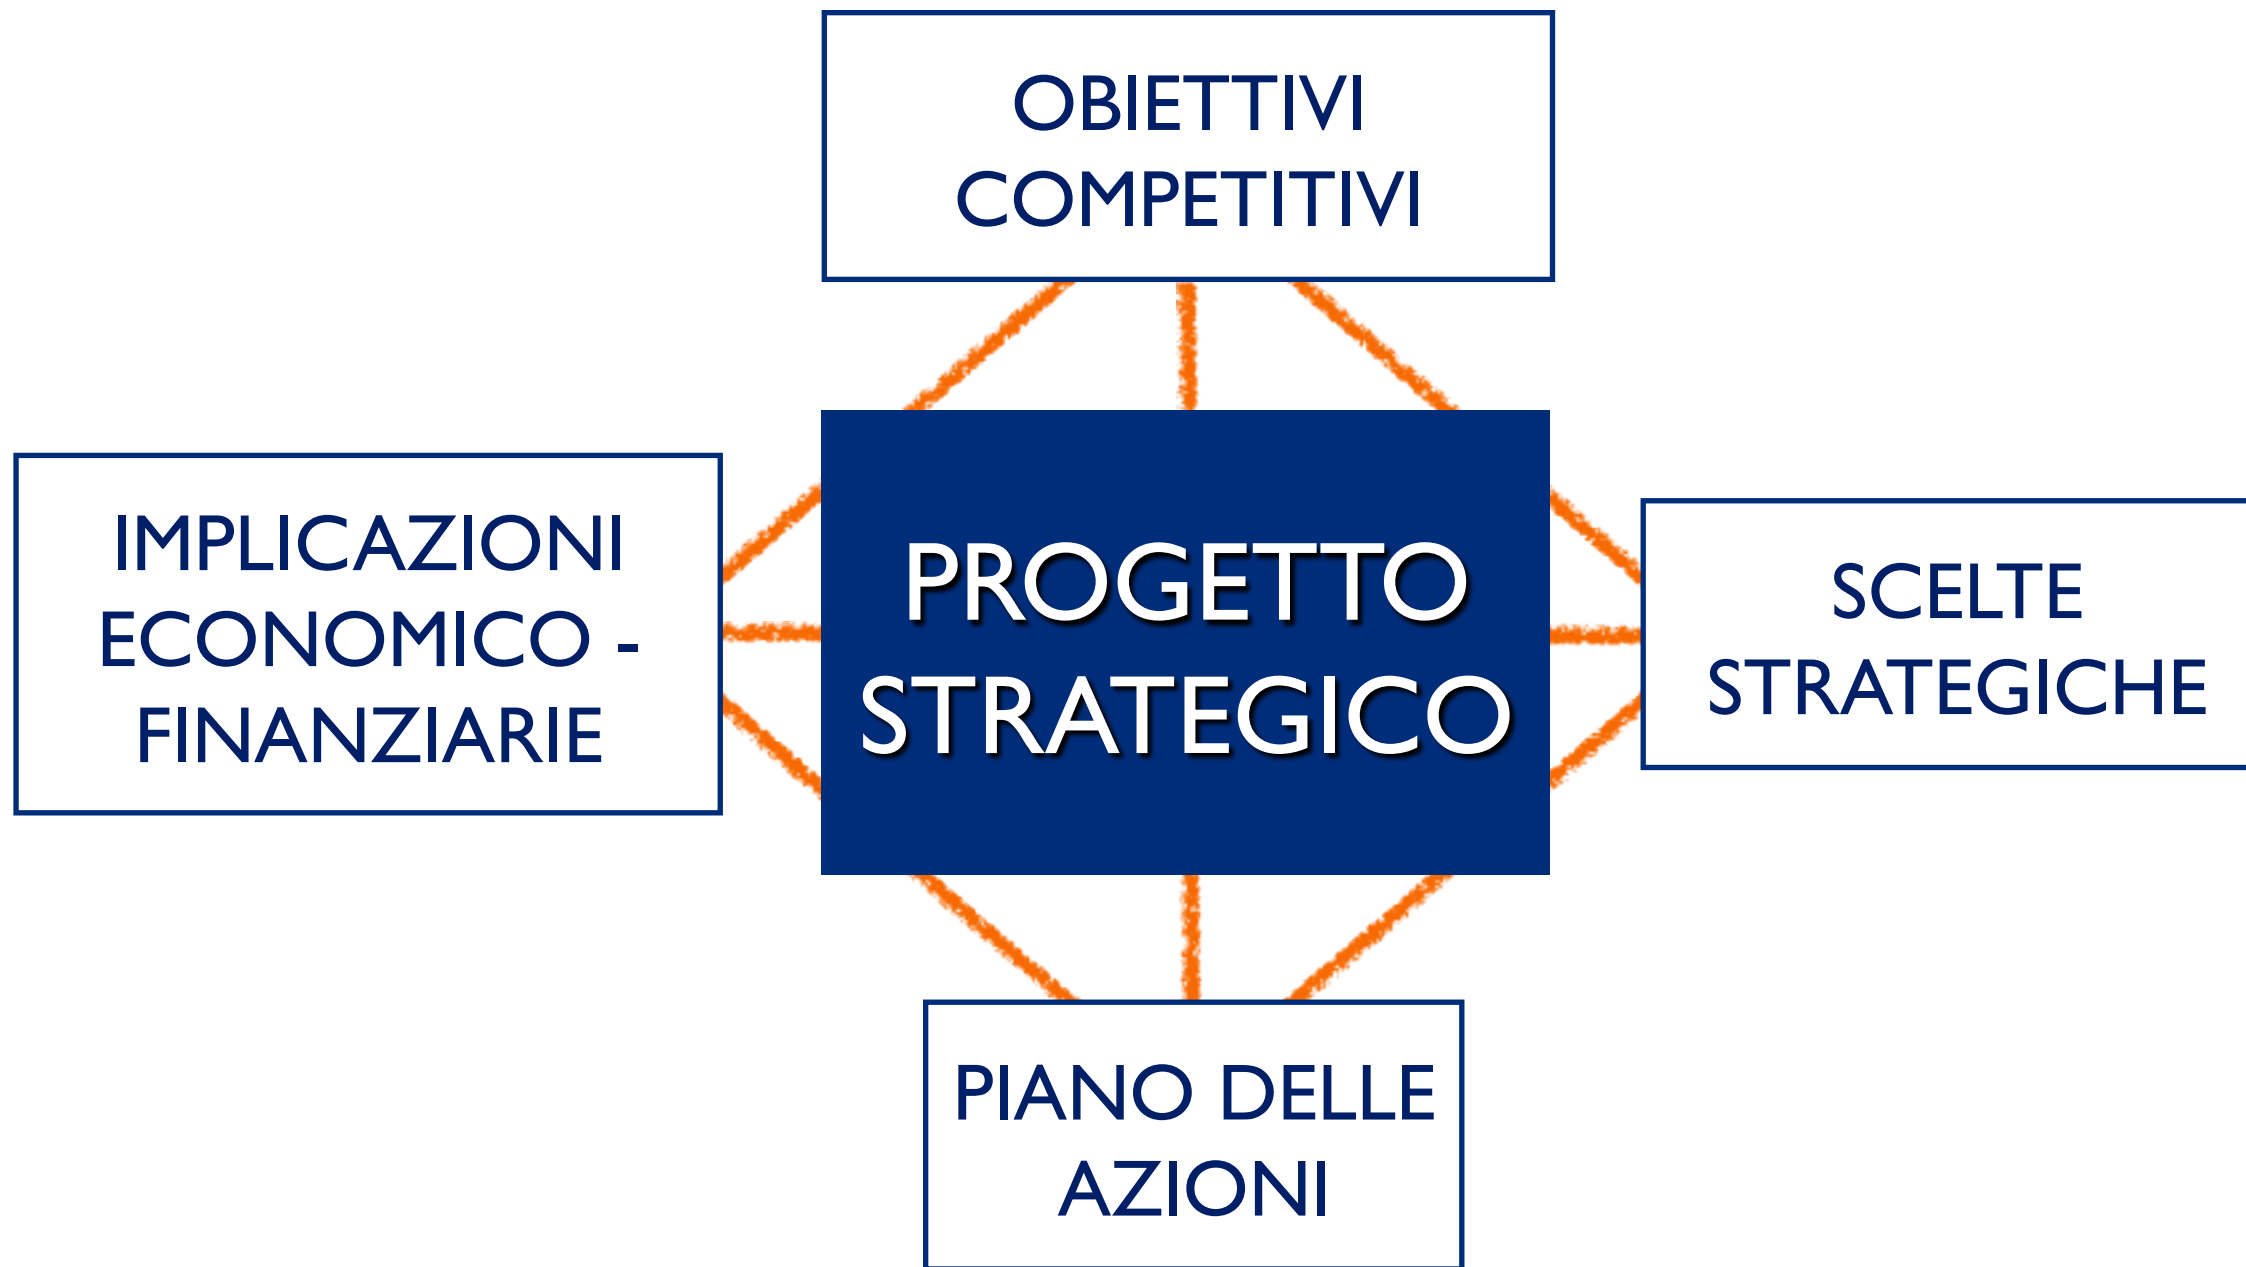 OBIETTIVI
COMPETITIVI
IMPLICAZIONI
ECONOMICO -
FINANZIARIE
PROGETTO
STRATEGICO
SCELTE
STRATEGICHE
PIANO DELLE
AZIONI